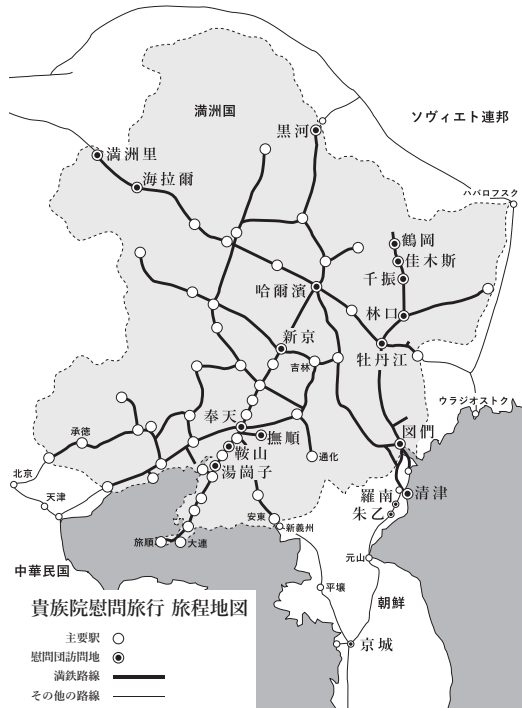 満洲国
ソヴィエト連邦
黒河
満洲里
海拉爾
ハバロフスク
鶴岡
佳木斯
千振
哈爾濱
林口
新京
吉林
牡丹江
ウラジオストク
奉天
撫順
図們
承徳
鞍山
通化
湯崗子
北京
天津
羅南
清津
朱乙
安東
新義州
旅順
大連
元山
中華民国
平壌
朝鮮
京城
貴族院慰問旅行 旅程地図
主要駅
慰問団訪問地
満鉄路線
その他の路線